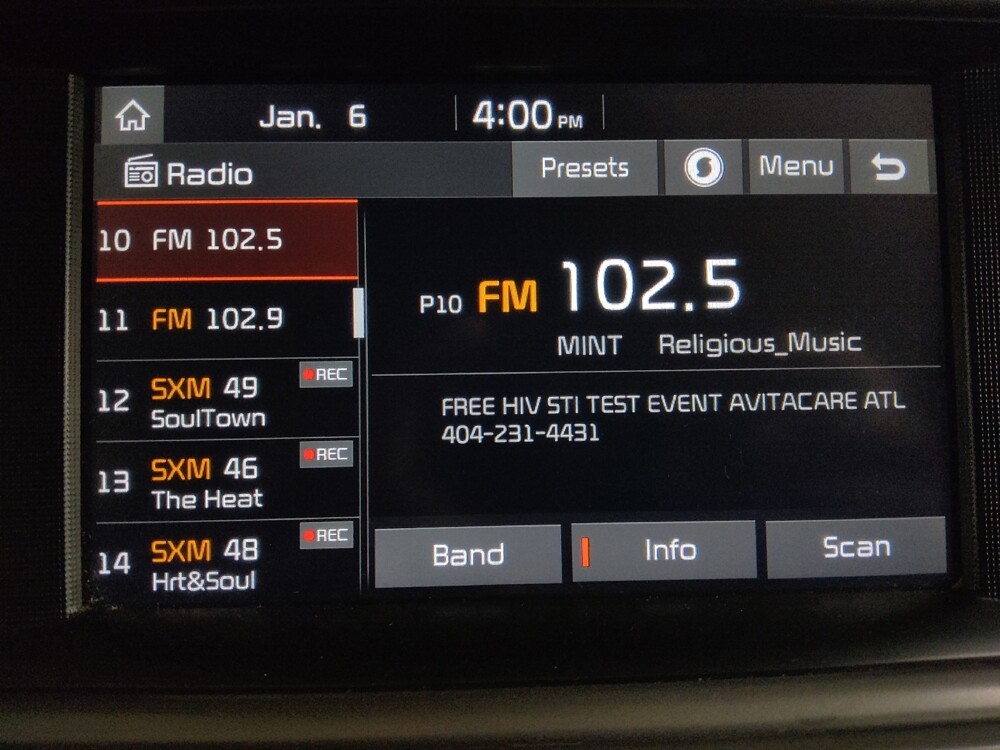 Jan. 6 4:00 PM
Radio Presets Menu
10 FM 102.5
11 FM 102.9
12 SXM 49 REC
SoulTown
13 SXM 46 REC
The Heat
14 SXM 48 REC
Hrt&Soul
P10 FM 102.5
MINT Religious_Music
FREE HIV STI TEST EVENT AVITACARE ATL
404-231-4431
Band Info Scan